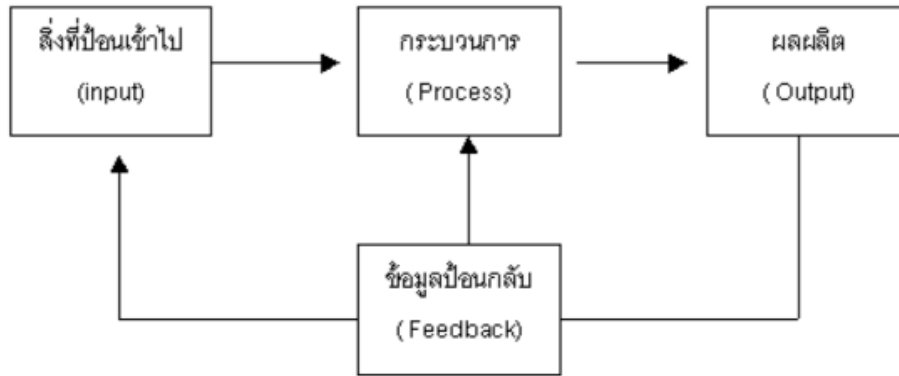 สิ่งที่ป้อนเข้าไป
(input)
กระบวนการ
( Process)
ผลผลิต
( Output)
ข้อมูลป้อนกลับ
( Feedback)